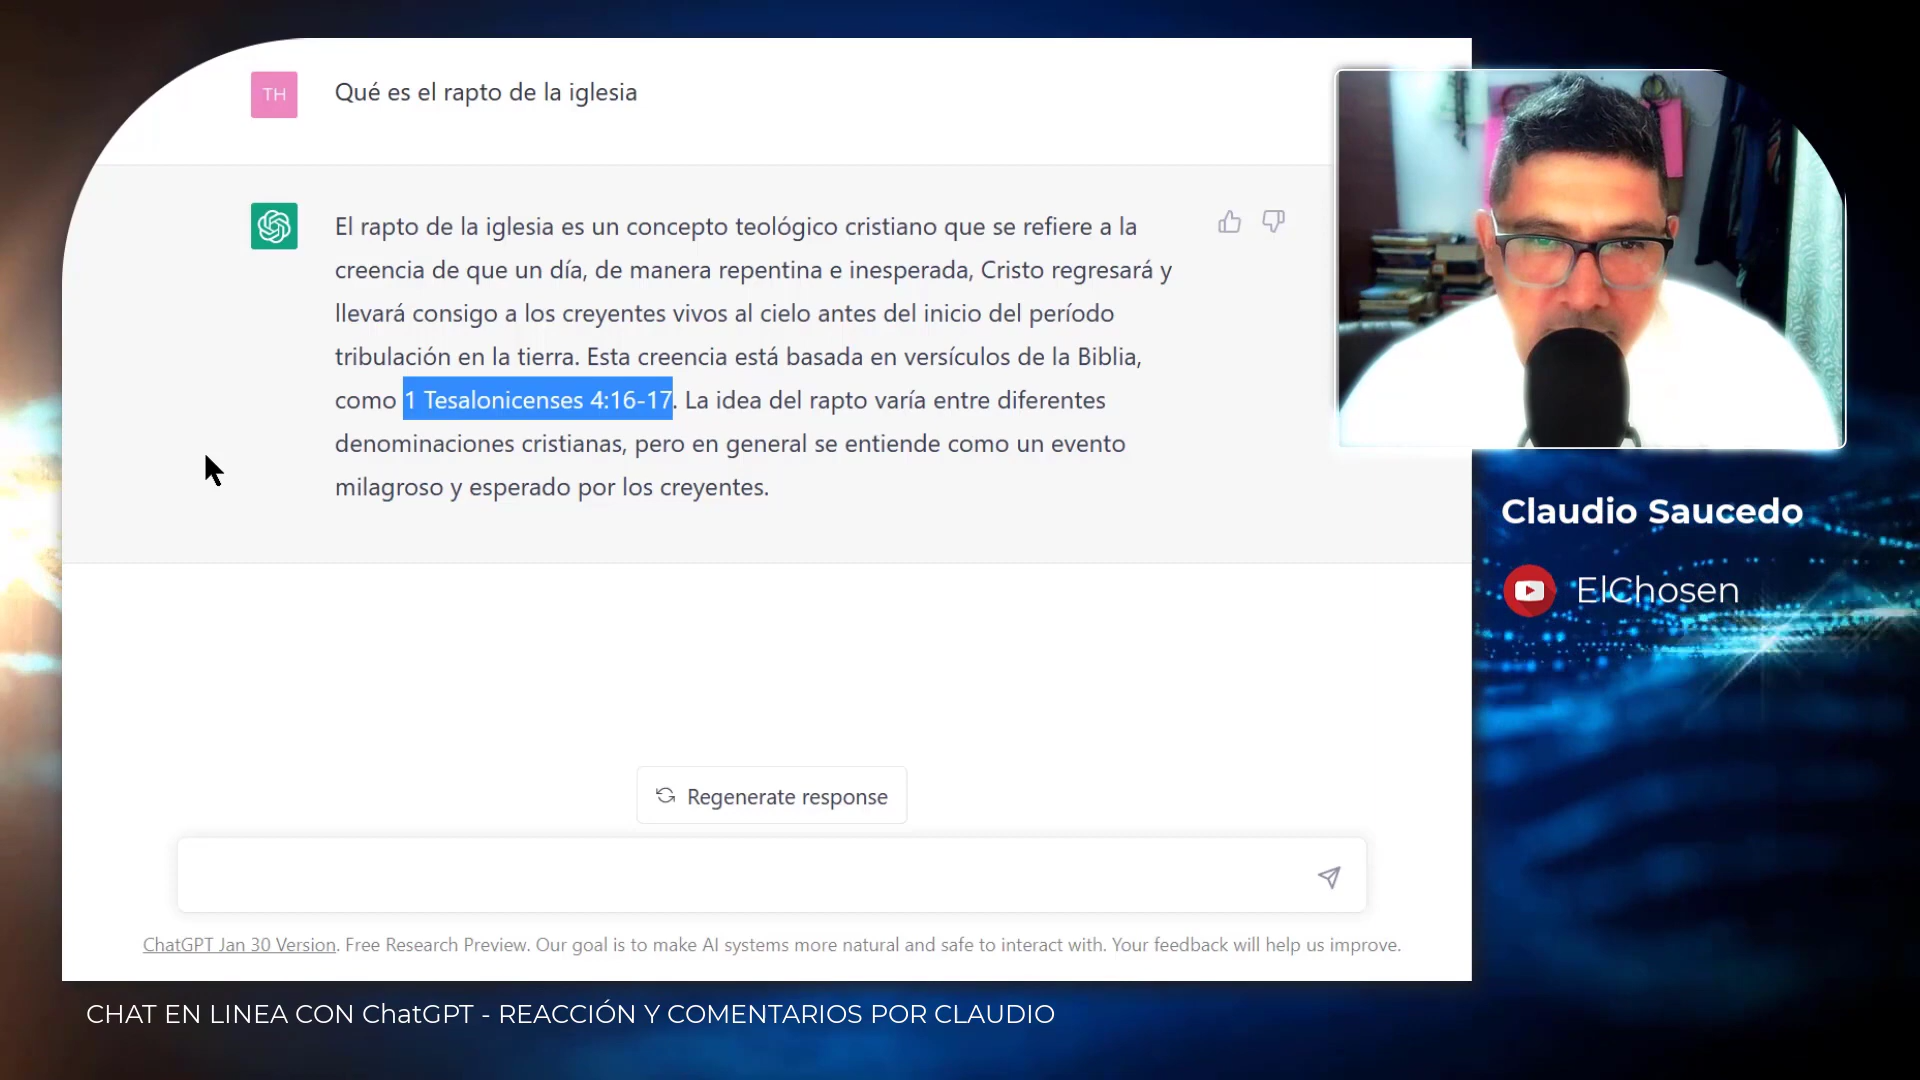 TH
Qué es el rapto de la iglesia
El rapto de la iglesia es un concepto teológico cristiano que se refiere a la
creencia de que un día, de manera repentina e inesperada, Cristo regresará y
llevará consigo a los creyentes vivos al cielo antes del inicio del período
tribulación en la tierra. Esta creencia está basada en versículos de la Biblia,
como 1 Tesalonicenses 4:16-17. La idea del rapto varía entre diferentes
denominaciones cristianas, pero en general se entiende como un evento
milagroso y esperado por los creyentes.
Claudio Saucedo
ElChosen
Regenerate response
ChatGPT Jan 30 Version. Free Research Preview. Our goal is to make AI systems more natural and safe to interact with. Your feedback will help us improve.
CHAT EN LINEA CON ChatGPT - REACCIÓN Y COMENTARIOS POR CLAUDIO